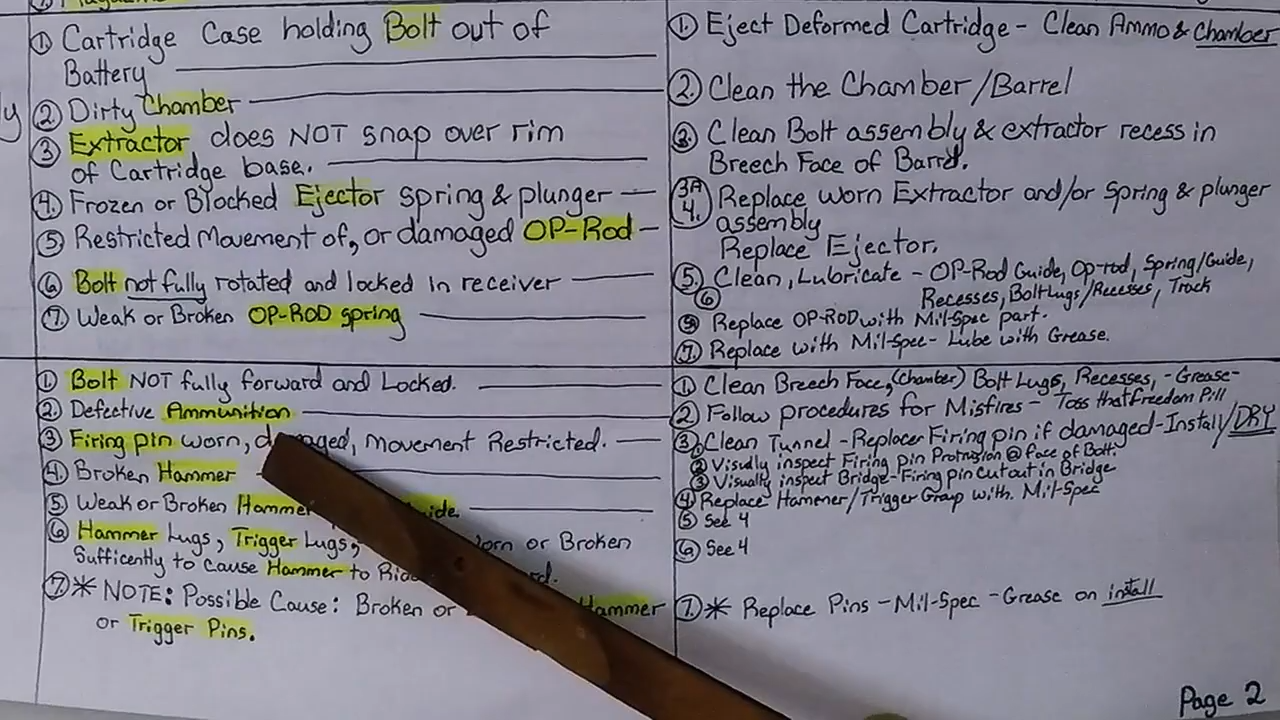 ① Cartridge Case holding Bolt out of
Battery
② Dirty Chamber
③ Extractor does NOT snap over rim
of Cartridge base.
④ Frozen or Blocked Ejector spring & plunger
⑤ Restricted Movement of, or damaged OP-Rod
⑥ Bolt not fully rotated and locked in receiver
⑦ Weak or Broken OP-ROD spring
① Eject Deformed Cartridge - Clean Ammo & Chamber
②. Clean the Chamber/Barrel
③. Clean Bolt assembly & extractor recess in
Breech Face of Barrel.
3A
4. Replace worn Extractor and/or spring & plunger
assembly
Replace Ejector.
⑤. Clean, Lubricate - OP-Rod Guide, Op-rod, Spring/Guide,
⑥ Recesses, Bolt Lugs/Recesses, Track
Replace OP-ROD with Mil-Spec part.
⑦. Replace with Mil-Spec - Lube with Grease.
① Bolt NOT fully forward and Locked.
② Defective Ammunition
③ Firing pin worn, damaged, movement Restricted.
④ Broken Hammer
⑤ Weak or Broken Hammer
⑥ Hammer Lugs, Trigger Lugs, Worn or Broken
Sufficently to cause Hammer to
⑦ * NOTE: Possible Cause: Broken or Hammer
or Trigger Pins.
① Clean Breech Face, (Chamber) Bolt Lugs, Recesses, - Grease-
② Follow procedures for Misfires - Toss that Freedom Pill
③ ① Clean Tunnel - Replacer Firing pin if damaged - Install/DRY
② Visually inspect Firing pin Protrusion @ face of Bolt.
③ Visually inspect Bridge - Firing pin Cutout in Bridge
④ Replace Hammer/Trigger Group with. Mil-Spec
⑤ See 4
⑥ See 4
⑦ * Replace Pins - Mil-Spec - Grease on install
Page 2